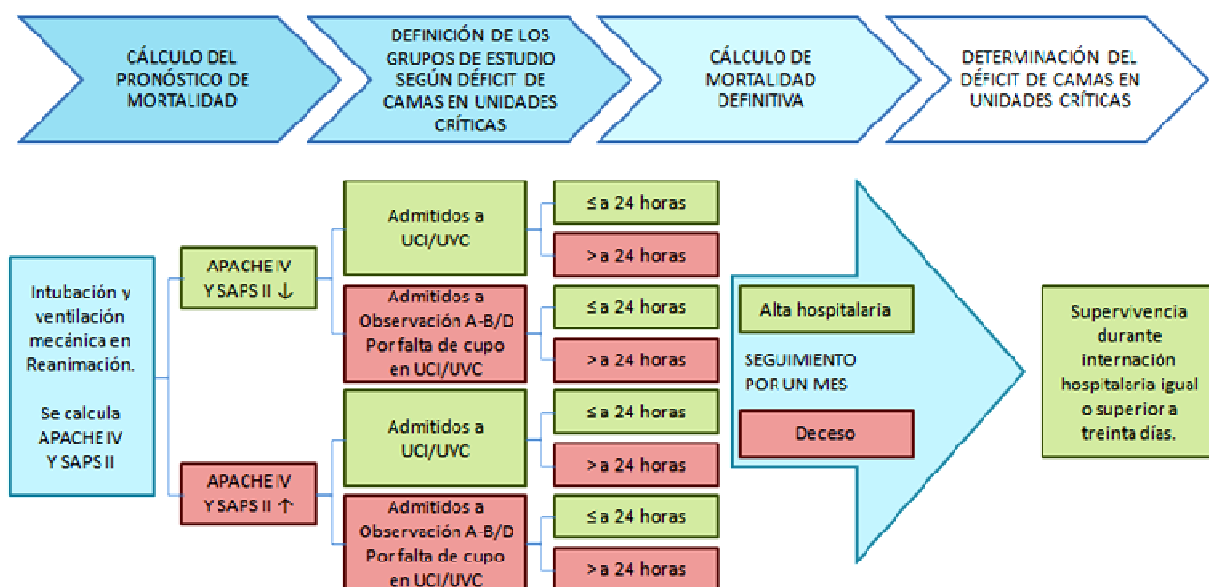 CÁLCULO DEL
PRONÓSTICO DE
MORTALIDAD
DEFINICIÓN DE LOS
GRUPOS DE ESTUDIO
SEGÚN DÉFICIT DE
CAMAS EN UNIDADES
CRÍTICAS
CÁLCULO DE
MORTALIDAD
DEFINITIVA
DETERMINACIÓN DEL
DÉFICIT DE CAMAS EN
UNIDADES CRÍTICAS
Intubación y
ventilación
mecánica en
Reanimación.
Se calcula
APACHE IV
Y SAPS II
APACHE IV
Y SAPS II ↓
APACHE IV
Y SAPS II ↑
Admitidos a
UCI/UVC
Admitidos a
Observación A-B/D
Por falta de cupo
en UCI/UVC
Admitidos a
UCI/UVC
Admitidos a
Observación A-B/D
Por falta de cupo
en UCI/UVC
≤ a 24 horas
> a 24 horas
≤ a 24 horas
> a 24 horas
≤ a 24 horas
> a 24 horas
≤ a 24 horas
> a 24 horas
Alta hospitalaria
SEGUIMIENTO
POR UN MES
Deceso
Supervivencia
durante
internación
hospitalaria igual
o superior a
treinta días.